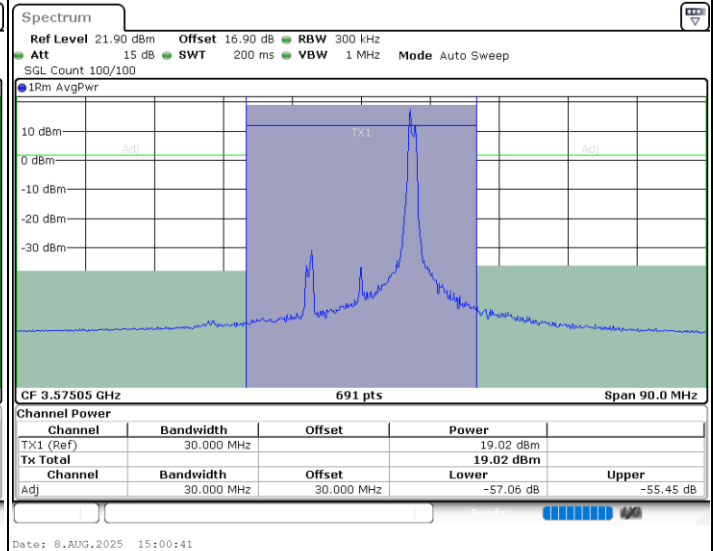 Spectrum
Ref Level 21.90 dBm Offset 16.90 dB RBW 300 kHz
Att 15 dB SWT 200 ms VBW 1 MHz Mode Auto Sweep
SGL Count 100/100
1Rm AvgPwr
10 dBm
TX1
Adj Adj
0 dBm
-10 dBm
-20 dBm
-30 dBm
CF 3.57505 GHz 691 pts Span 90.0 MHz
Channel Power
Channel Bandwidth Offset Power
TX1 (Ref) 30.000 MHz 19.02 dBm
Tx Total 19.02 dBm
Channel Bandwidth Offset Lower Upper
Adj 30.000 MHz 30.000 MHz -57.06 dB -55.45 dB
Ready
Date: 8.AUG.2025 15:00:41